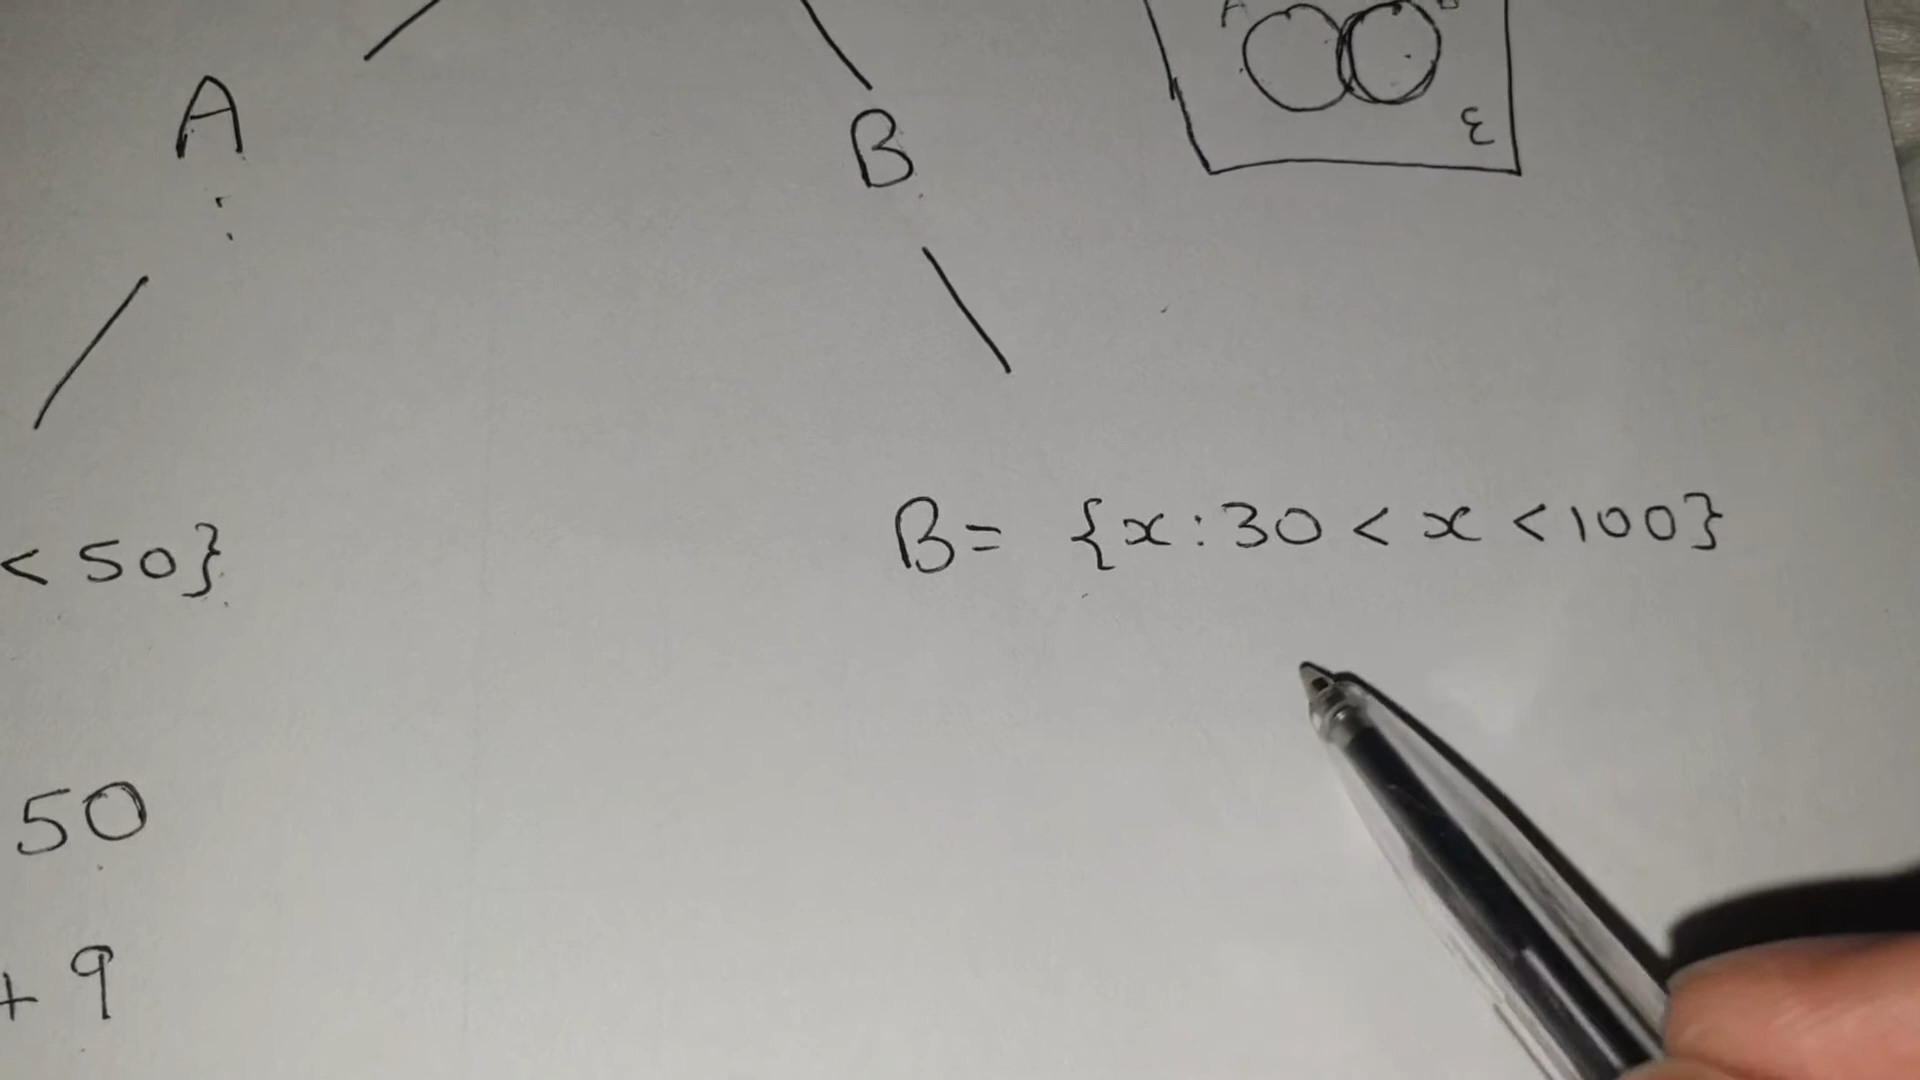 A
ε
A
B
B= {x:30<x<100}
<50}
50
+ 9